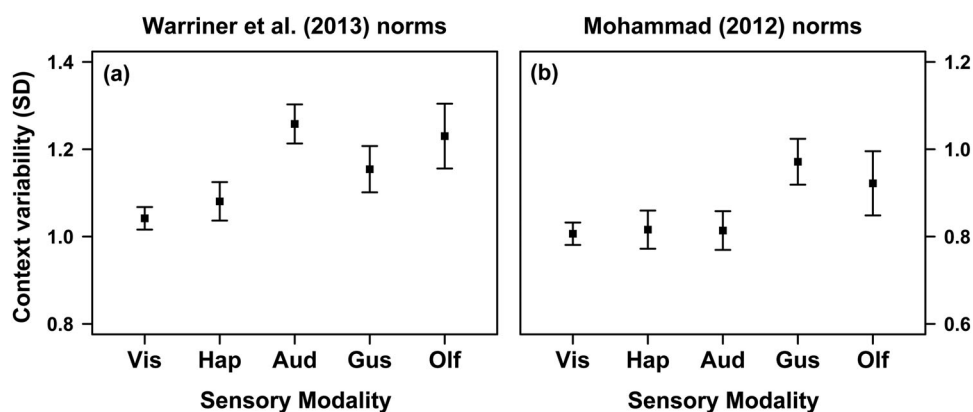 Warriner et al. (2013) norms
Mohammad (2012) norms
Context variability (SD)
(a)
1.4
1.2
1.0
0.8
Vis Hap Aud Gus Olf
Sensory Modality
(b)
1.2
1.0
0.8
0.6
Vis Hap Aud Gus Olf
Sensory Modality